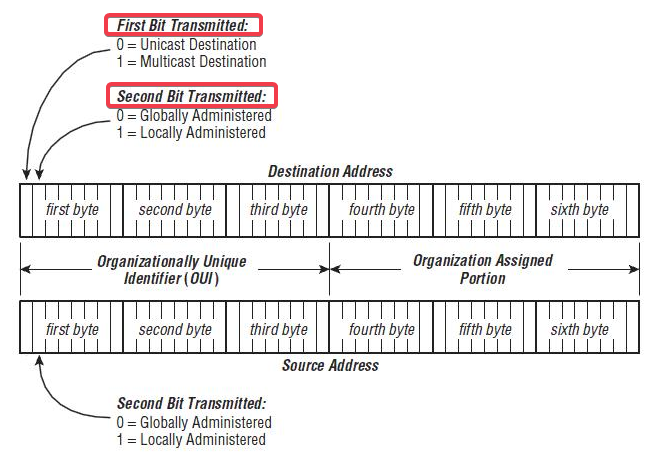 First Bit Transmitted:
0 = Unicast Destination
1 = Multicast Destination
Second Bit Transmitted:
0 = Globally Administered
1 = Locally Administered
Destination Address
first byte second byte third byte fourth byte fifth byte sixth byte
Organizationally Unique
Identifier (OUI)
Organization Assigned
Portion
first byte second byte third byte fourth byte fifth byte sixth byte
Source Address
Second Bit Transmitted:
0 = Globally Administered
1 = Locally Administered